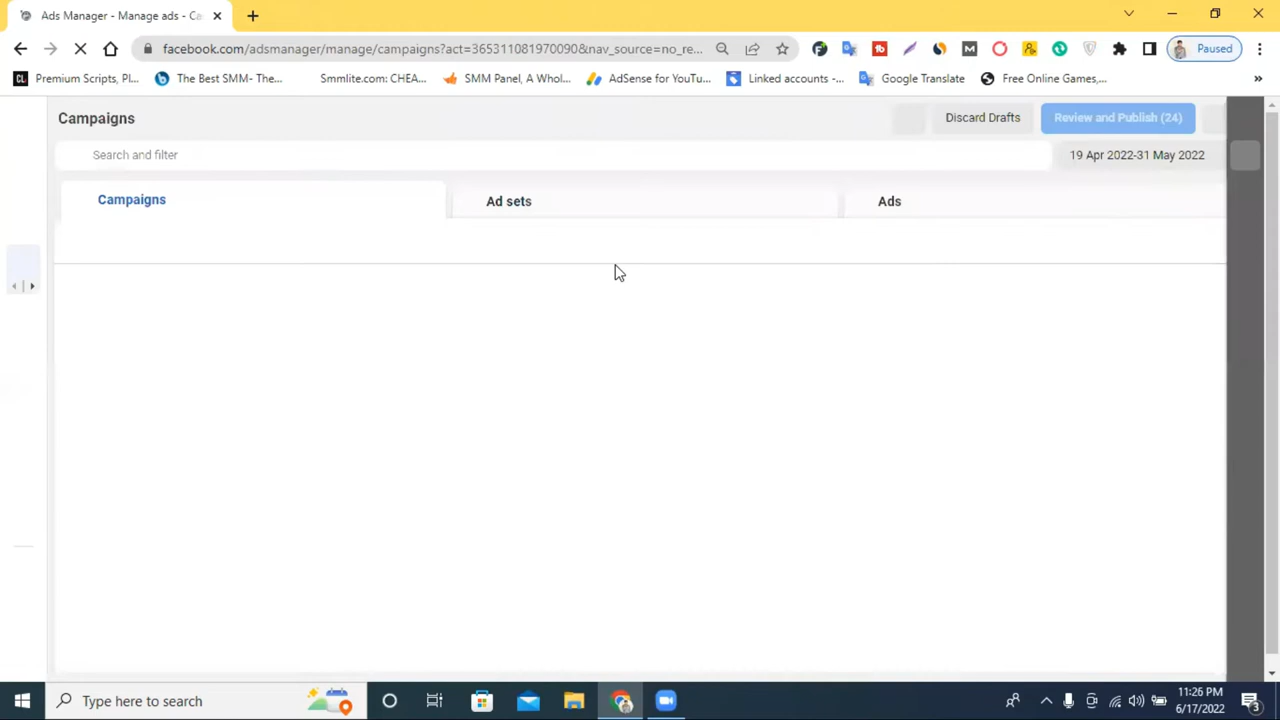 Ads Manager - Manage ads - Ca
facebook.com/adsmanager/manage/campaigns?act=365311081970090&nav_source=no_re...
Paused
CL Premium Scripts, Pl...
The Best SMM- The...
Smmlite.com: CHEA...
SMM Panel, A Whol...
AdSense for YouTu...
Linked accounts -...
Google Translate
Free Online Games,...
»
Campaigns
Discard Drafts
Review and Publish (24)
Search and filter
19 Apr 2022-31 May 2022
Campaigns
Ad sets
Ads
Type here to search
11:26 PM
6/17/2022
3